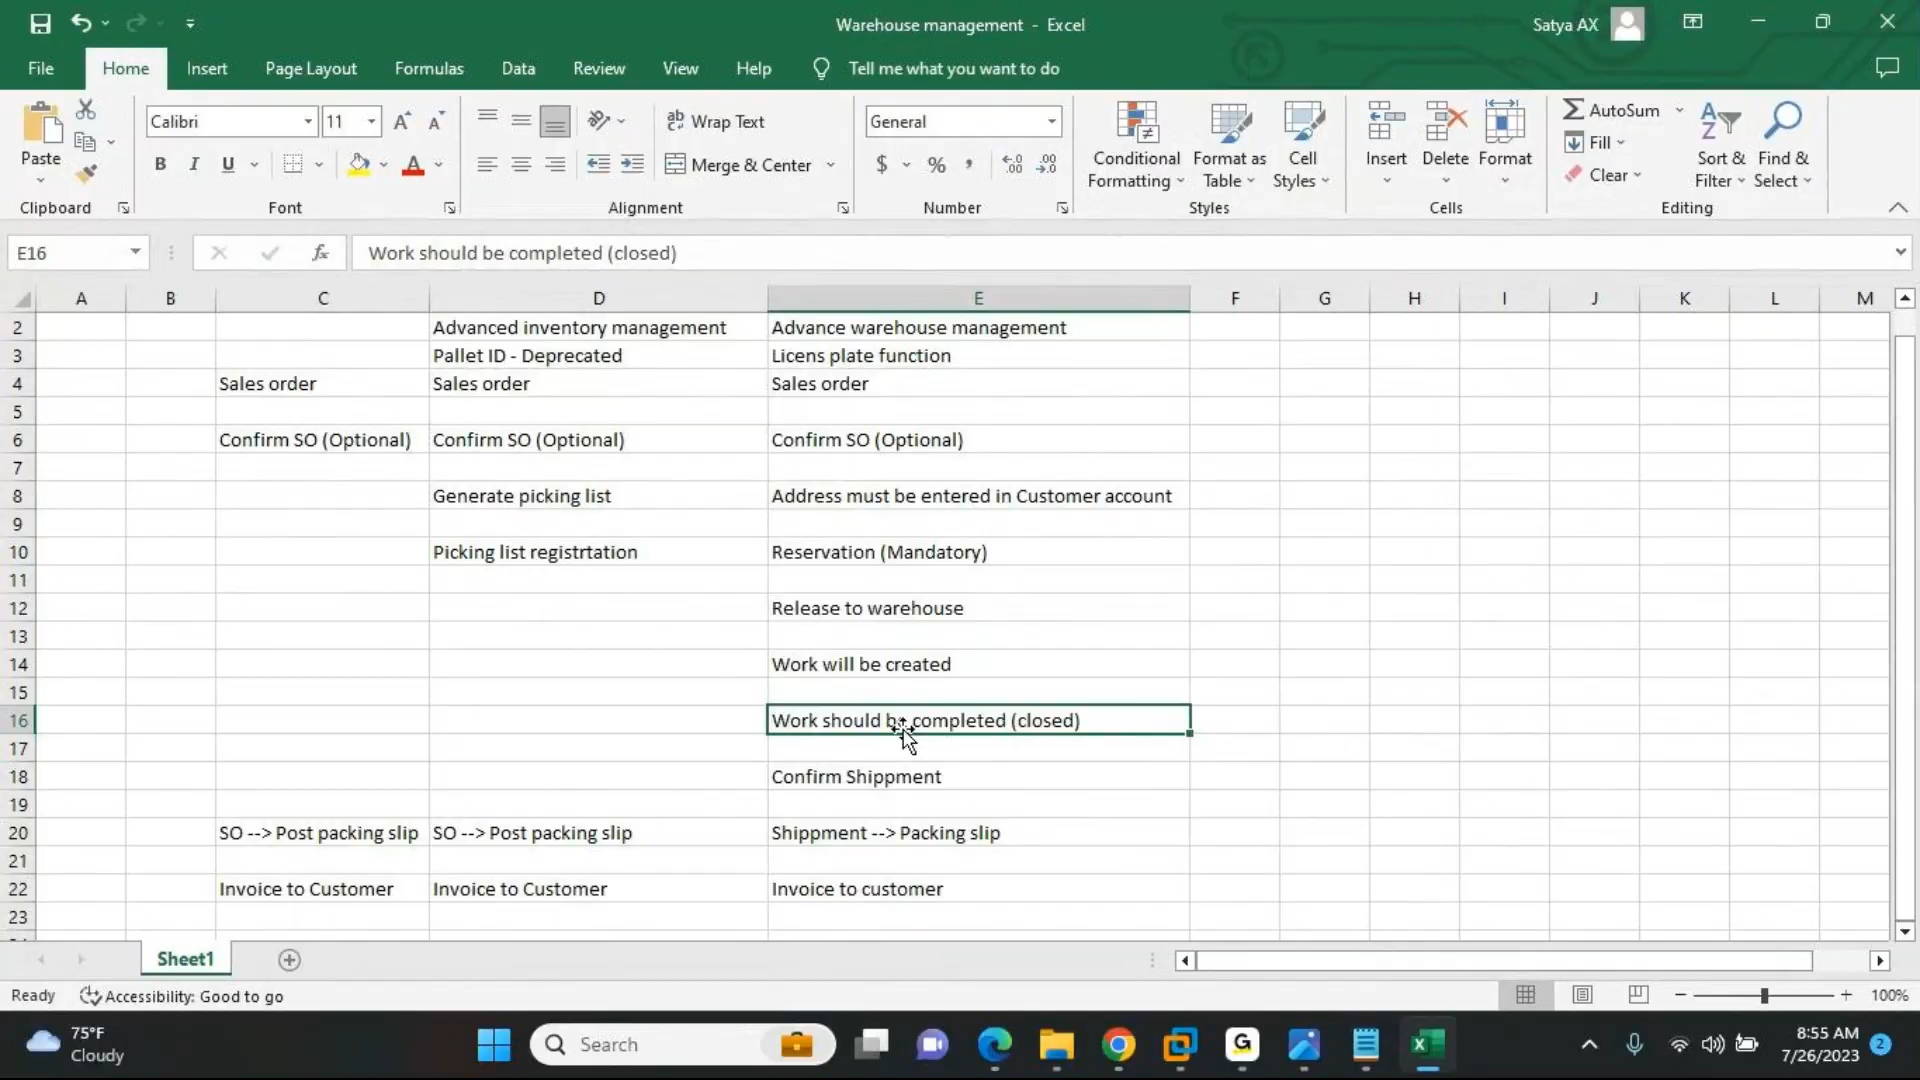 Warehouse management - Excel
Satya AX
File Home Insert Page Layout Formulas Data Review View Help Tell me what you want to do
Paste
Clipboard
Calibri 11
B I U A
Font
Wrap Text
Merge & Center
Alignment
General
$ % ,
Number
Conditional Formatting
Format as Table
Cell Styles
Styles
Insert Delete Format
Cells
AutoSum
Fill
Clear
Sort & Filter
Find & Select
Editing
E16 fx Work should be completed (closed)
A B C D E F G H I J K L M
2 Advanced inventory management Advance warehouse management
3 Pallet ID - Deprecated Licens plate function
4 Sales order Sales order Sales order
5
6 Confirm SO (Optional) Confirm SO (Optional) Confirm SO (Optional)
7
8 Generate picking list Address must be entered in Customer account
9
10 Picking list registrtation Reservation (Mandatory)
11
12 Release to warehouse
13
14 Work will be created
15
16 Work should be completed (closed)
17
18 Confirm Shippment
19
20 SO --> Post packing slip SO --> Post packing slip Shippment --> Packing slip
21
22 Invoice to Customer Invoice to Customer Invoice to customer
23
Sheet1
Ready Accessibility: Good to go 100%
75°F
Cloudy
Search
8:55 AM
7/26/2023
2